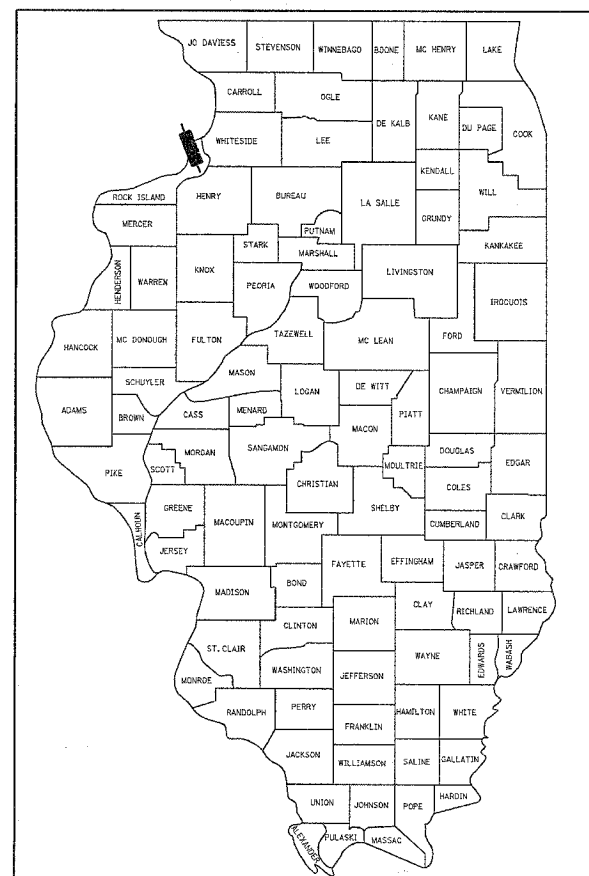 JO DAVIESS
STEVENSON
WINNEBAGO
BOONE
MC HENRY
LAKE
CARROLL
OGLE
DE KALB
KANE
DU PAGE
COOK
WHITESIDE
LEE
KENDALL
WILL
ROCK ISLAND
HENRY
BUREAU
LA SALLE
GRUNDY
MERCER
PUTNAM
STARK
MARSHALL
KANKAKEE
HENDERSON
WARREN
KNOX
PEORIA
WOODFORD
LIVINGSTON
IROQUOIS
HANCOCK
MC DONOUGH
FULTON
TAZEWELL
MC LEAN
FORD
MASON
SCHUYLER
LOGAN
DE WITT
CHAMPAIGN
VERMILION
ADAMS
BROWN
CASS
MENARD
MACON
PIATT
PIKE
SCOTT
MORGAN
SANGAMON
CHRISTIAN
MOULTRIE
DOUGLAS
EDGAR
COLES
CALHOUN
GREENE
MACOUPIN
MONTGOMERY
SHELBY
CUMBERLAND
CLARK
JERSEY
FAYETTE
EFFINGHAM
JASPER
CRAWFORD
MADISON
BOND
CLAY
RICHLAND
LAWRENCE
CLINTON
MARION
ST. CLAIR
WAYNE
EDWARDS
WABASH
WASHINGTON
JEFFERSON
MONROE
RANDOLPH
PERRY
HAMILTON
WHITE
FRANKLIN
JACKSON
WILLIAMSON
SALINE
GALLATIN
UNION
JOHNSON
POPE
HARDIN
ALEXANDER
PULASKI
MASSAC